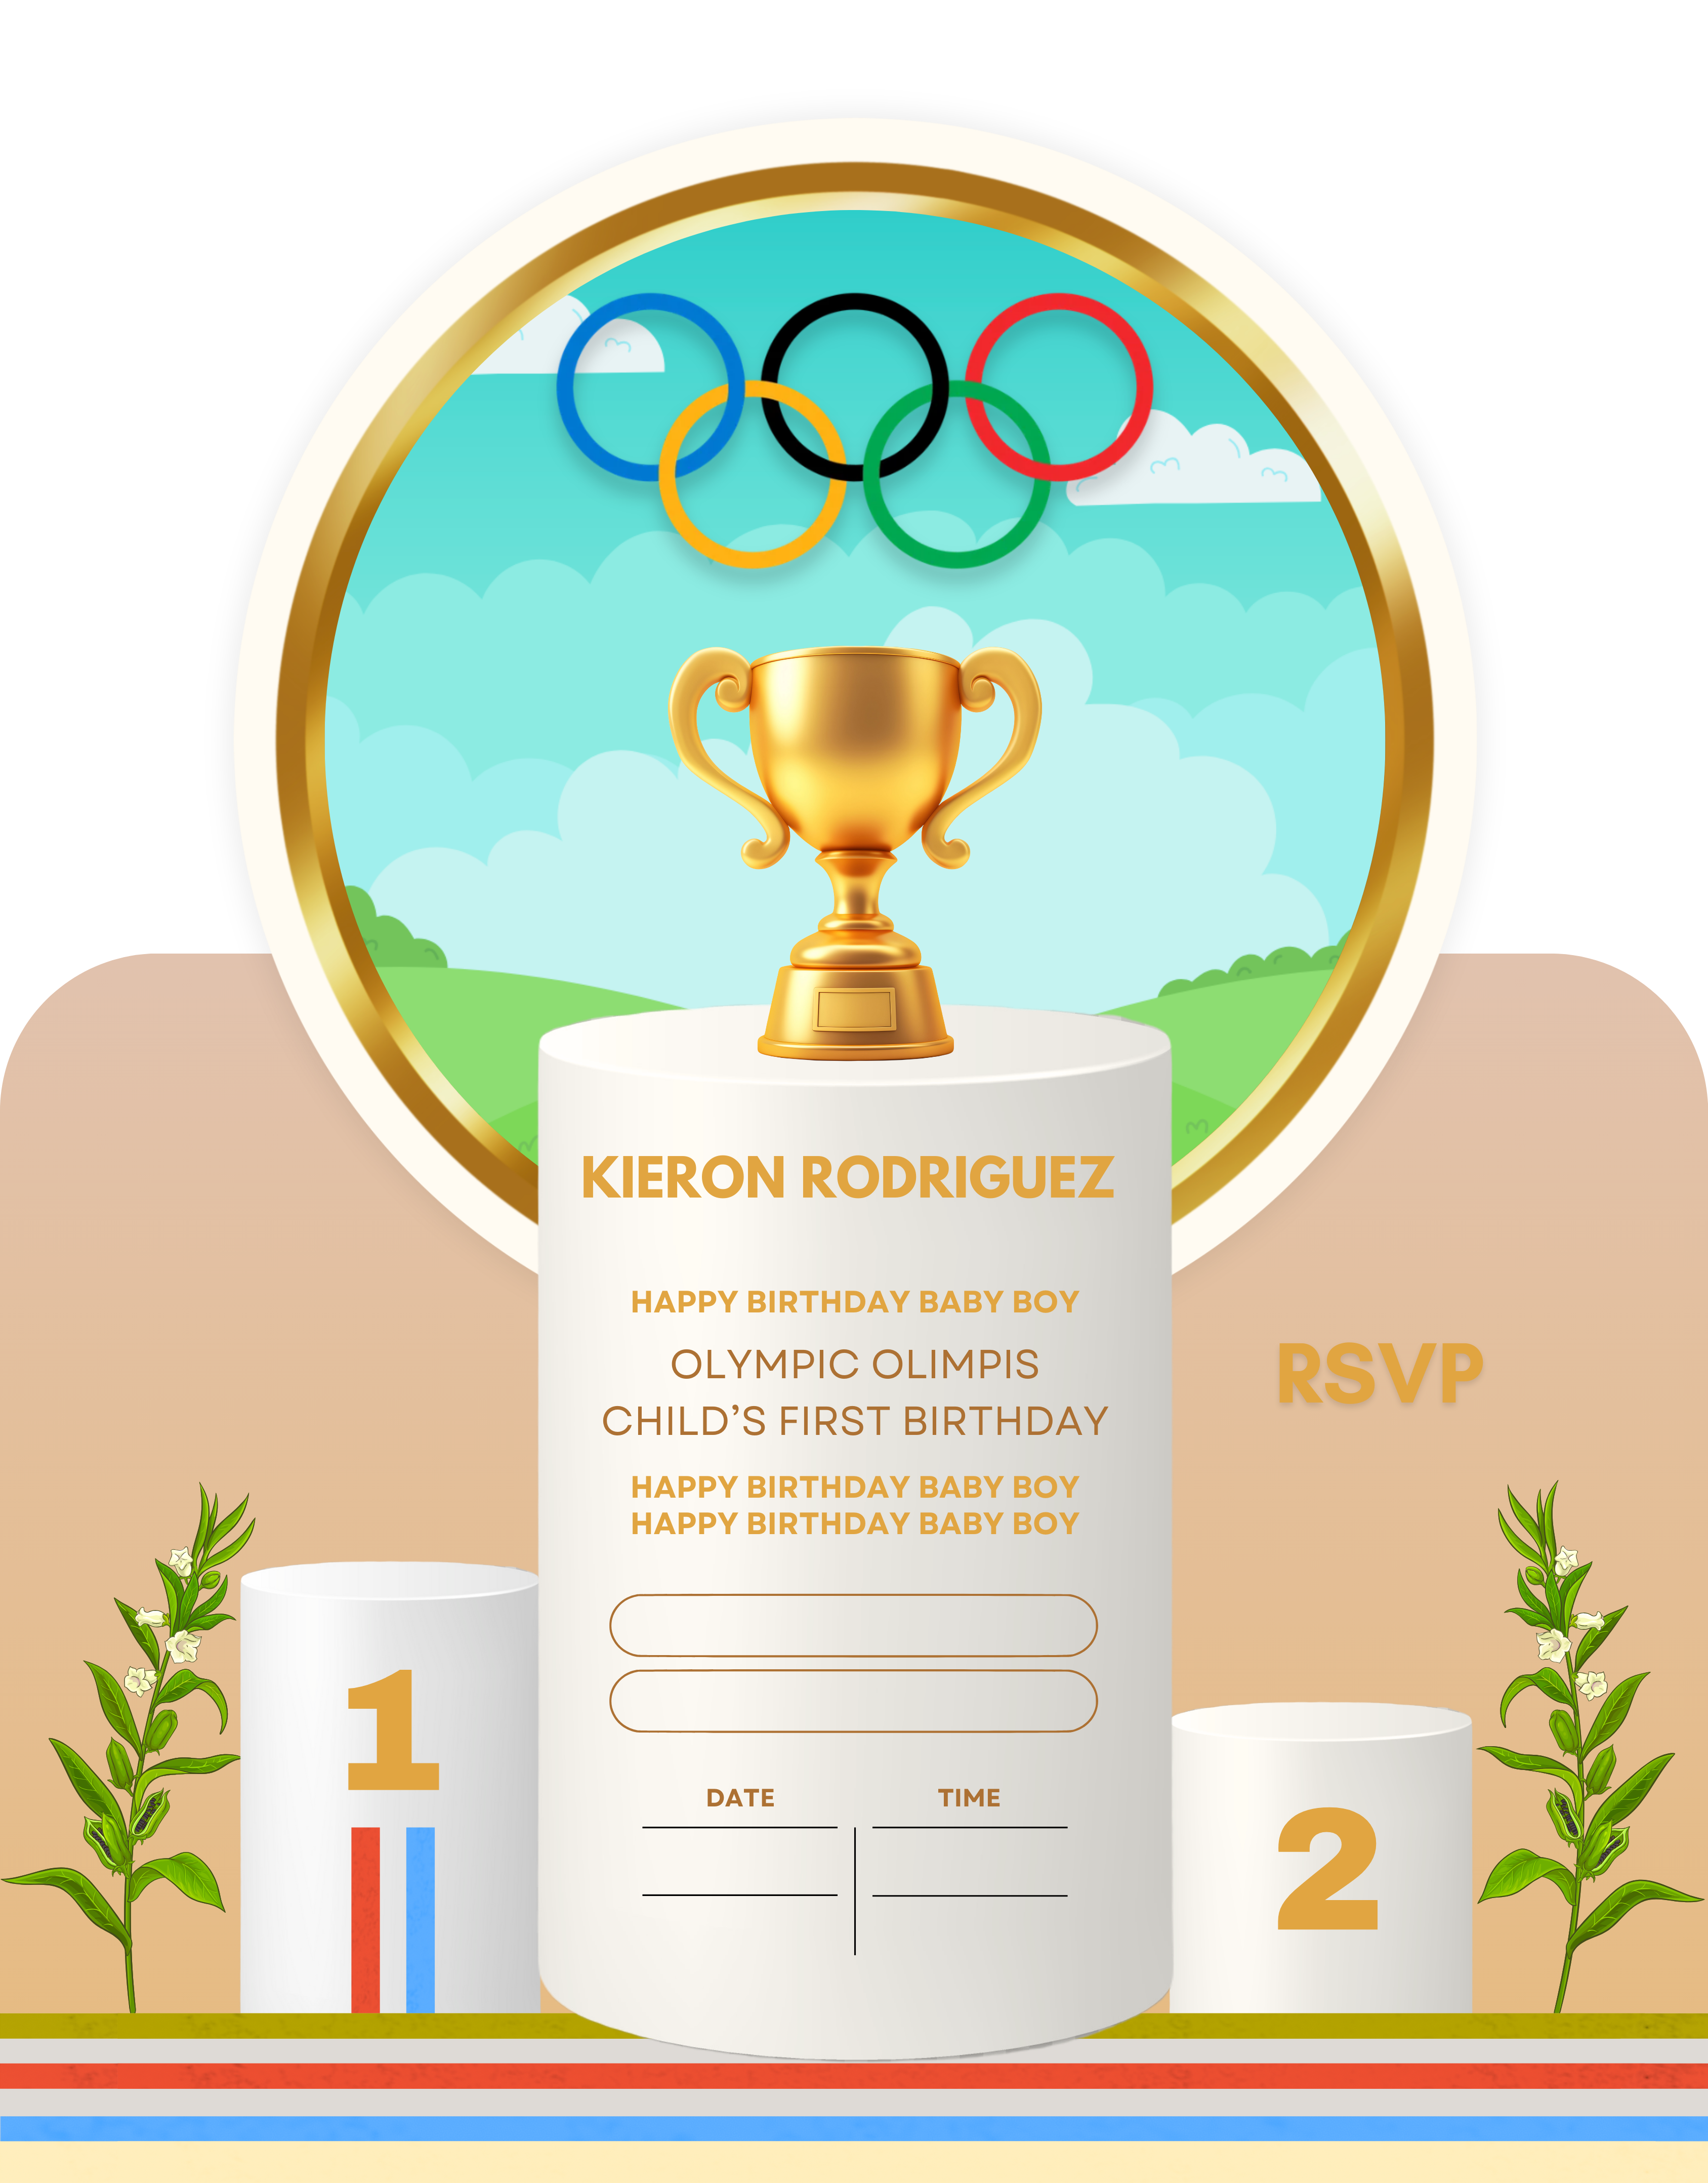 KIERON RODRIGUEZ
HAPPY BIRTHDAY BABY BOY
OLYMPIC OLIMPIS
CHILD’S FIRST BIRTHDAY
HAPPY BIRTHDAY BABY BOY
HAPPY BIRTHDAY BABY BOY
RSVP
1
DATE TIME
2